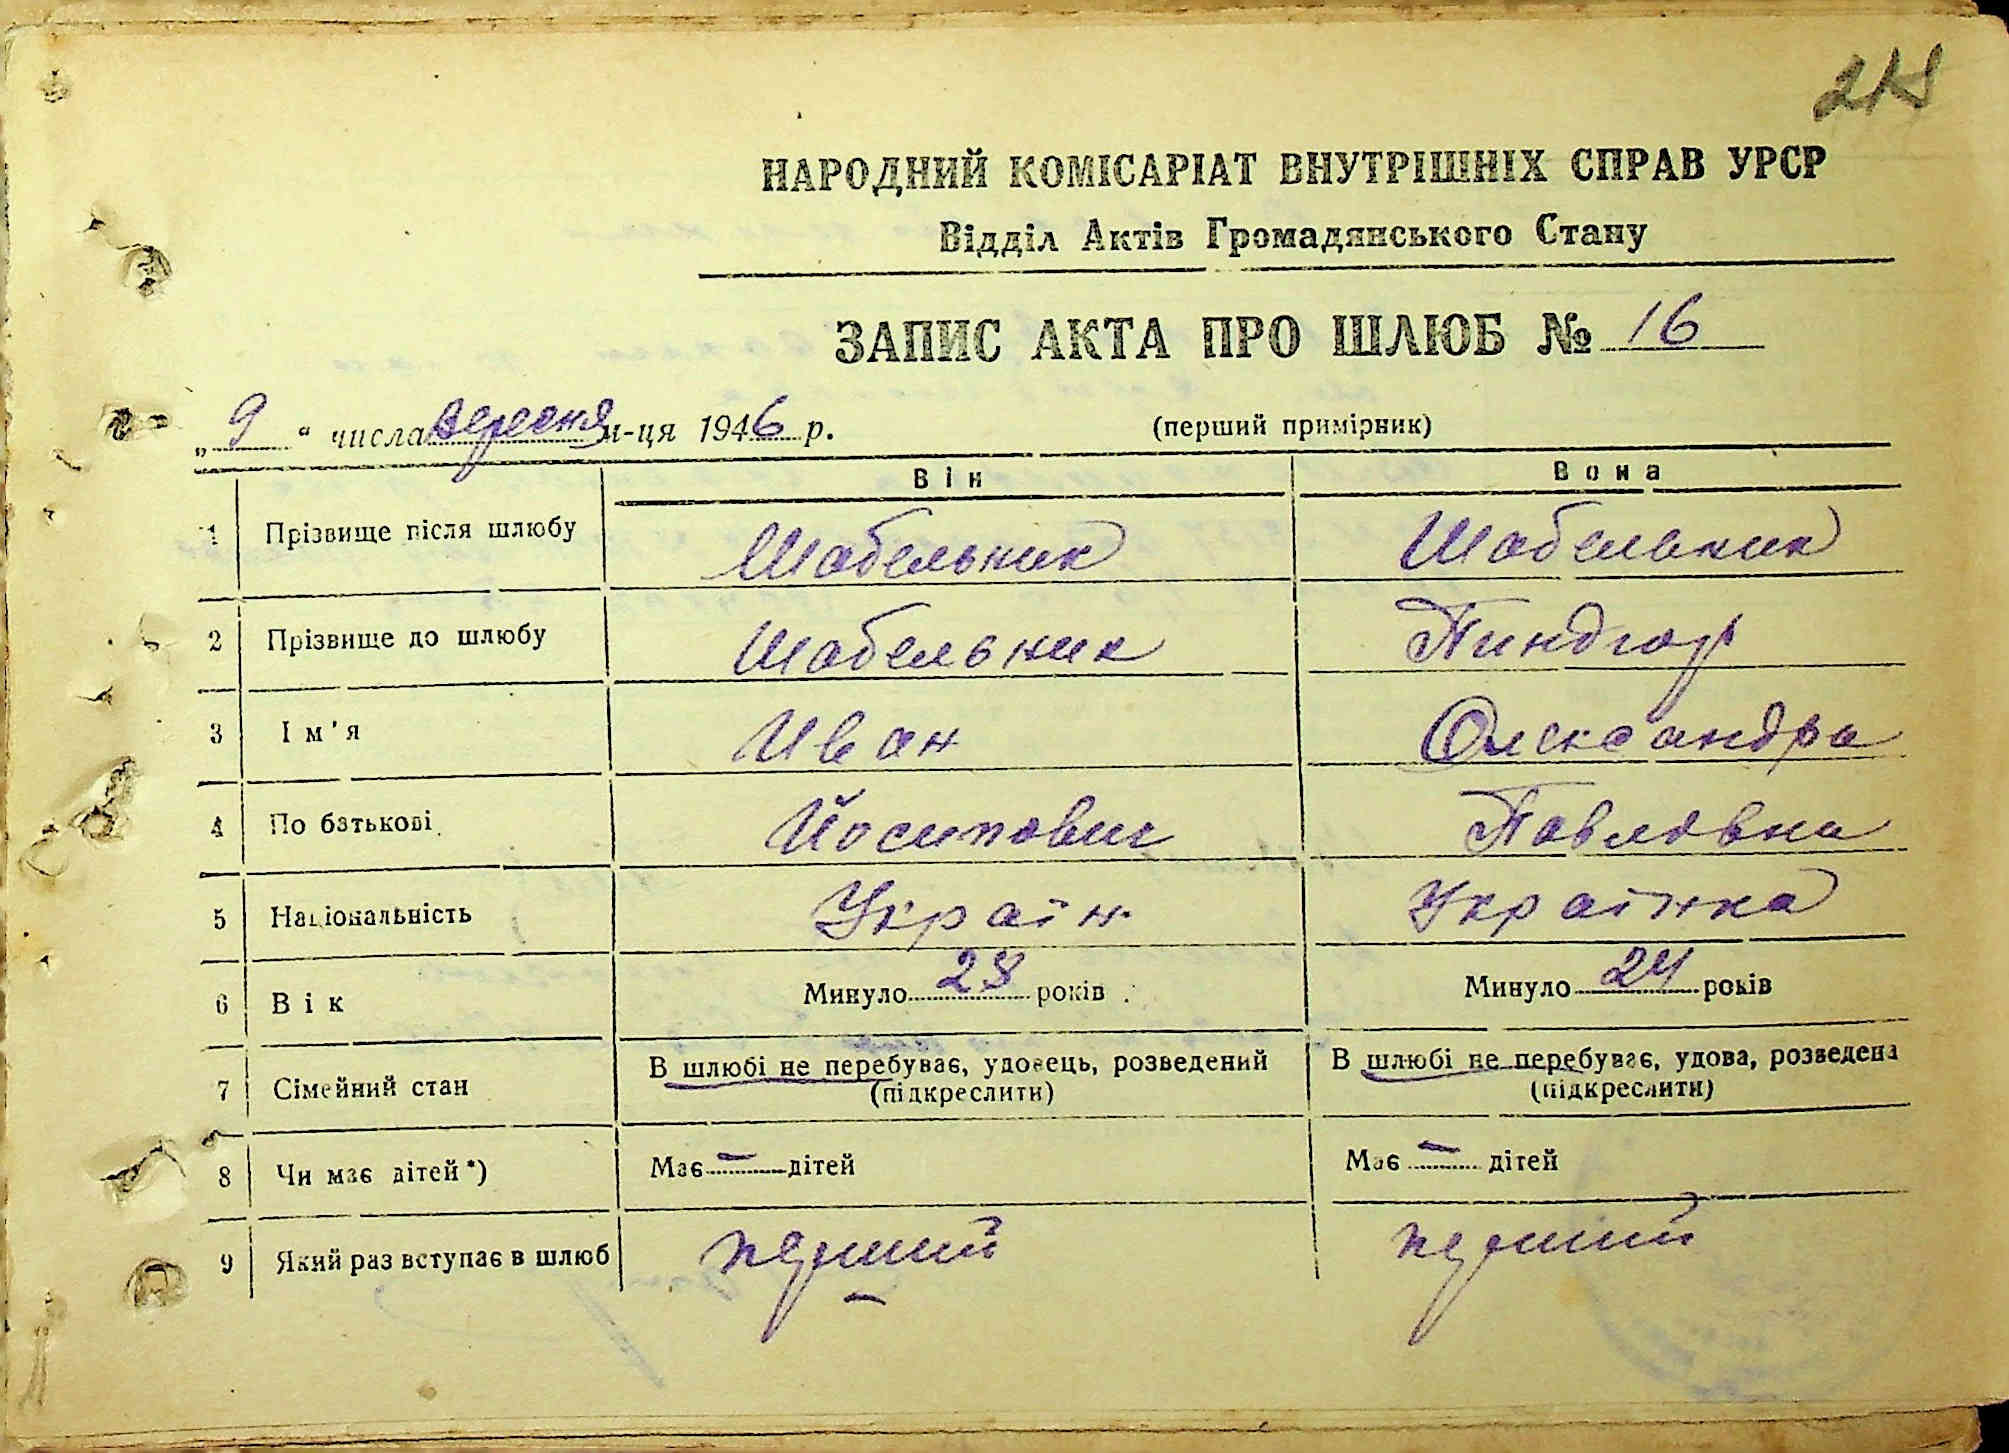 НАРОДНИЙ КОМІСАРІАТ ВНУТРІШНІХ СПРАВ УРСР
Відділ Актів Громадянського Стану
ЗАПИС АКТА ПРО ШЛЮБ № 16
„ 9 “ числа вересня м-ця 1946 р. (перший примірник)
Він Вона
1 Прізвище після шлюбу Шабельник Шабельник
2 Прізвище до шлюбу Шабельник
3 Ім'я Иван Олександра
4 По батькові Йосипович Павловна
5 Національність Українка
6 Вік Минуло 28 років Минуло 24 років
7 Сімейний стан В шлюбі не перебуває, удовець, розведений В шлюбі не перебуває, удова, розведена
(підкреслити) (підкреслити)
8 Чи має дітей*) Має — дітей Має — дітей
9 Який раз вступає в шлюб перший перший